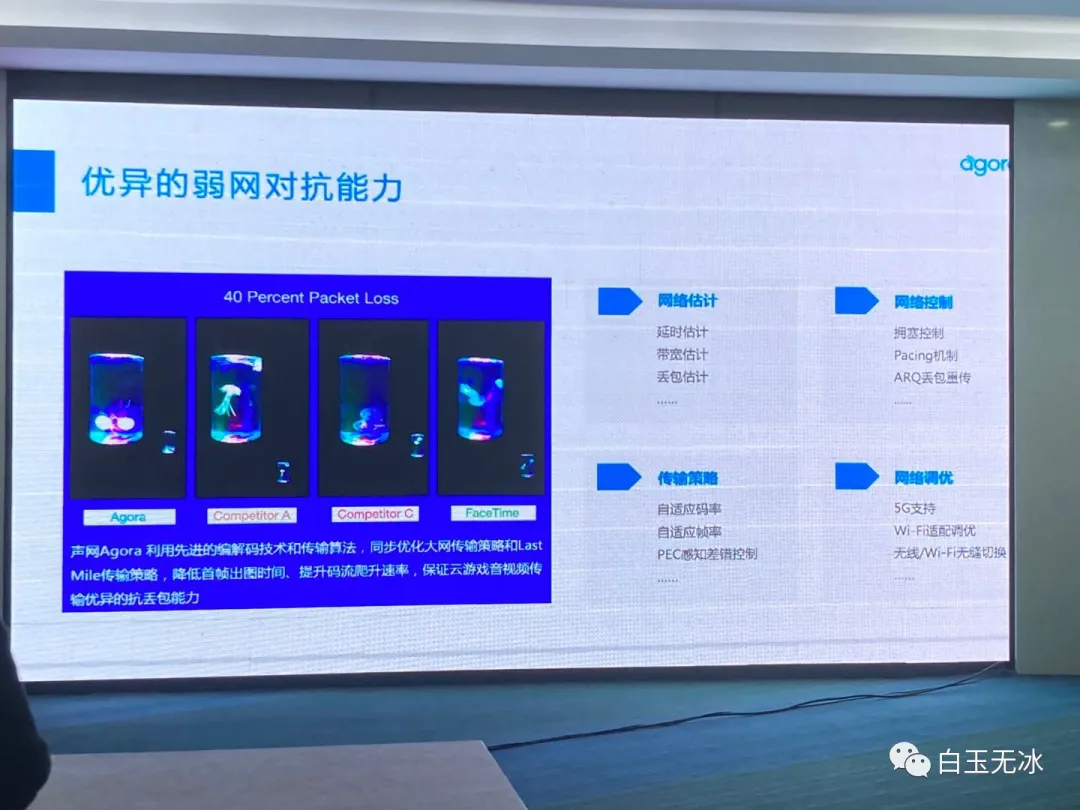 优异的弱网对抗能力
agor
40 Percent Packet Loss
Agora
Competitor A
Competitor C
FaceTime
声网Agora 利用先进的编解码技术和传输算法，同步优化大网传输策略和Last
Mile传输策略，降低首帧出图时间、提升码流爬升速率，保证云游戏音视频传
输优异的抗丢包能力
网络估计
延时估计
带宽估计
丢包估计
......
网络控制
拥宽控制
Pacing机制
ARQ丢包重传
......
传输策略
自适应码率
自适应帧率
PEC感知差错控制
......
网络调优
5G支持
Wi-Fi适配调优
无线/Wi-Fi无缝切换
......
白玉无冰